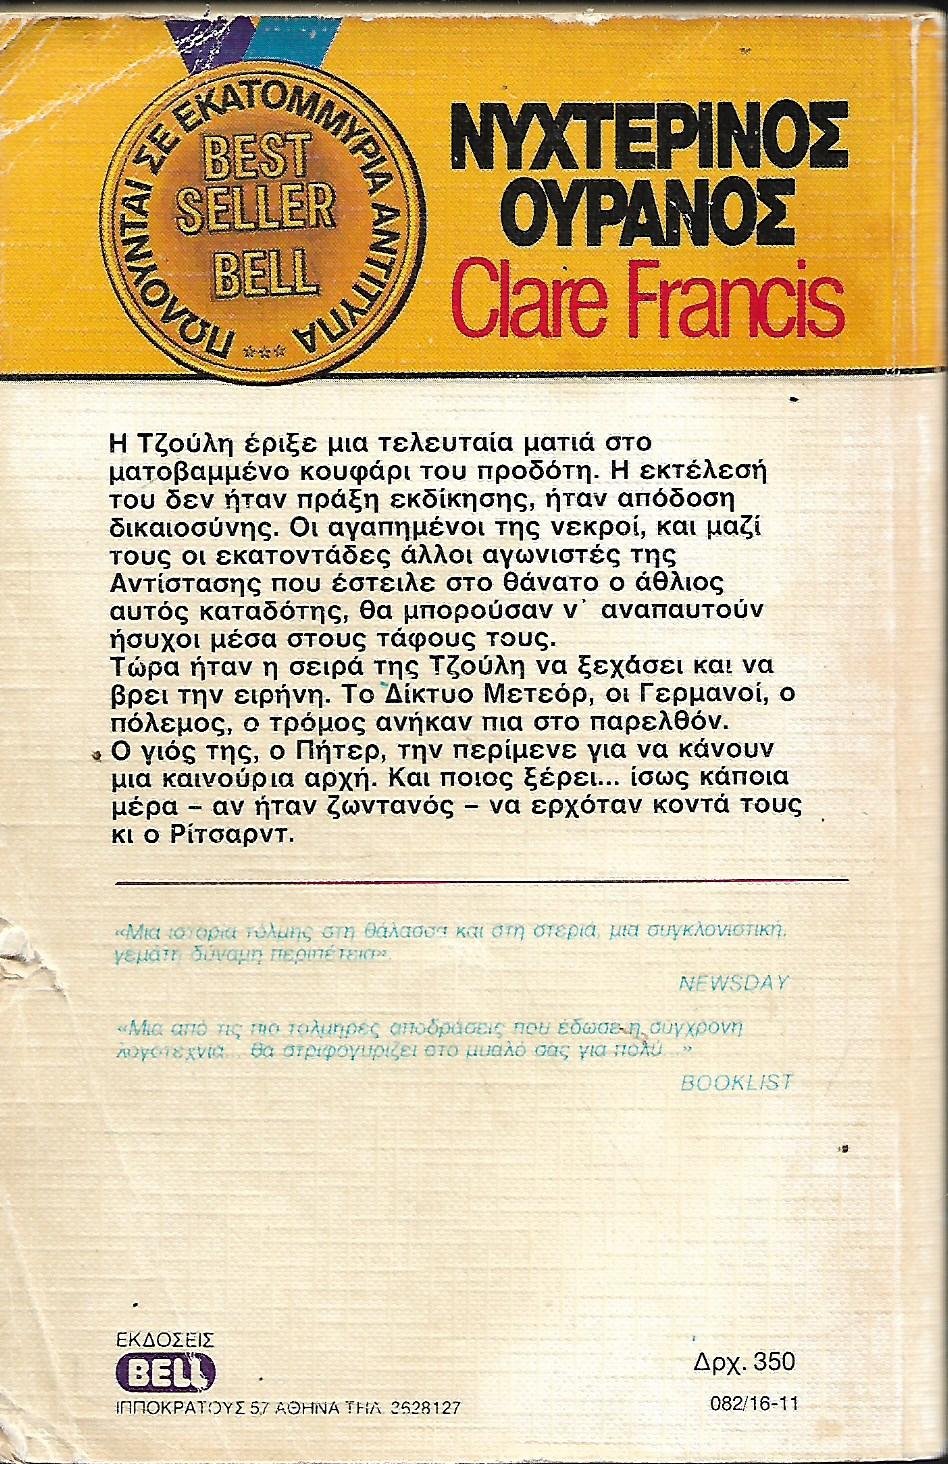 ΠΩΛΟΥΝΤΑΙ ΣΕ ΕΚΑΤΟΜΜΥΡΙΑ ΑΝΤΙΤΥΠΑ
BEST
SELLER
BELL
ΝΥΧΤΕΡΙΝΟΣ
ΟΥΡΑΝΟΣ
Clare Francis
Η Τζούλη έριξε μια τελευταία ματιά στο
ματοβαμμένο κουφάρι του προδότη. Η εκτέλεσή
του δεν ήταν πράξη εκδίκησης, ήταν απόδοση
δικαιοσύνης. Οι αγαπημένοι της νεκροί, και μαζί
τους οι εκατοντάδες άλλοι αγωνιστές της
Αντίστασης που έστειλε στο θάνατο ο άθλιος
αυτός καταδότης, θα μπορούσαν ν' αναπαυτούν
ήσυχοι μέσα στους τάφους τους.
Τώρα ήταν η σειρά της Τζούλη να ξεχάσει και να
βρει την ειρήνη. Το Δίκτυο Μετεόρ, οι Γερμανοί, ο
πόλεμος, ο τρόμος ανήκαν πια στο παρελθόν.
Ο γιός της, ο Πήτερ, την περίμενε για να κάνουν
μια καινούρια αρχή. Και ποιος ξέρει... ίσως κάποια
μέρα – αν ήταν ζωντανός – να ερχόταν κοντά τους
κι ο Ρίτσαρντ.
«Μια ιστορία τόλμης στη θάλασσα και στη στεριά, μια συγκλονιστική,
γεμάτη δύναμη περιπέτεια».
NEWSDAY
«Μια από τις πιο τολμηρές αποδράσεις που έδωσε η σύγχρονη
λογοτεχνία... θα στριφογυρίζει στο μυαλό σας για πολύ...»
BOOKLIST
ΕΚΔΟΣΕΙΣ
BELL
ΙΠΠΟΚΡΑΤΟΥΣ 57 ΑΘΗΝΑ ΤΗΛ. 3628127
Δρχ. 350
082/16-11